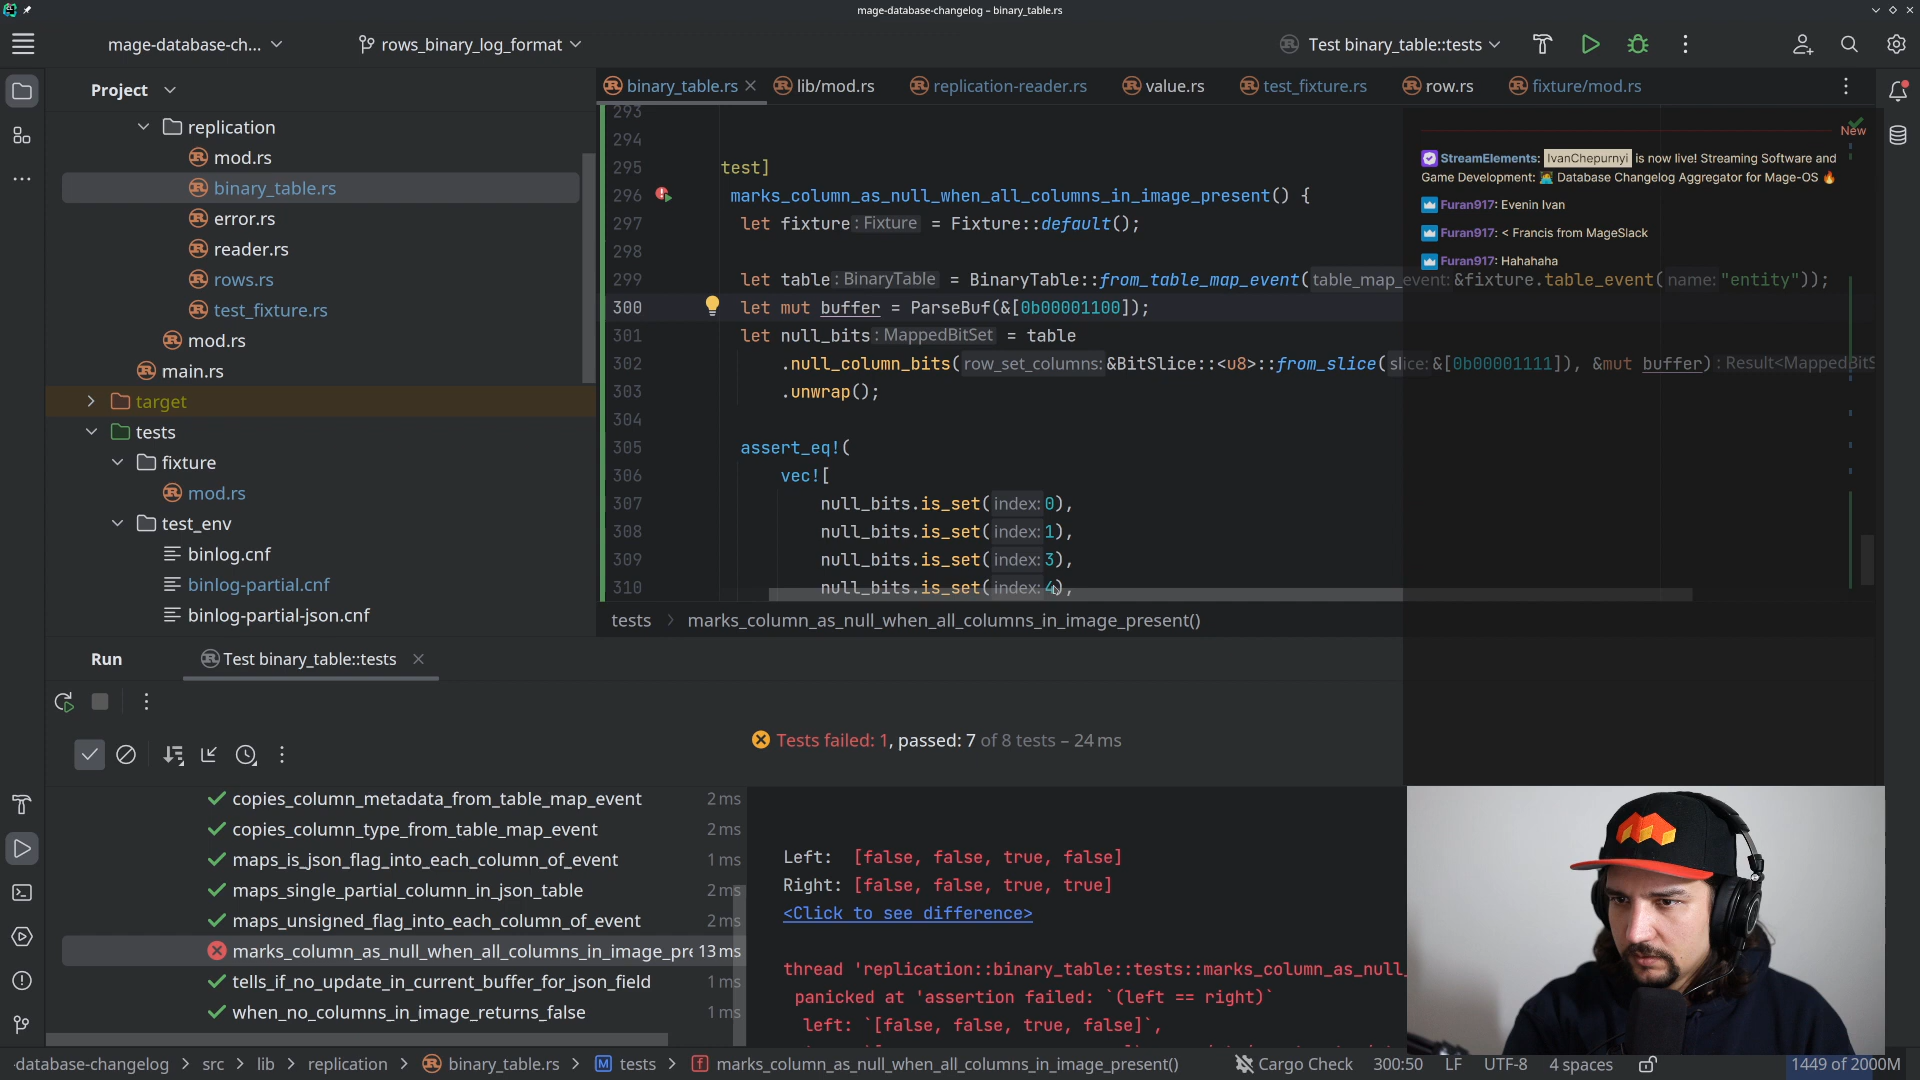 mage-database-changelog – binary_table.rs
mage-database-ch...
rows_binary_log_format
Test binary_table::tests
Project
binary_table.rs
lib/mod.rs
replication-reader.rs
value.rs
test_fixture.rs
row.rs
fixture/mod.rs
replication
mod.rs
binary_table.rs
error.rs
reader.rs
rows.rs
test_fixture.rs
mod.rs
main.rs
target
tests
fixture
mod.rs
test_env
binlog.cnf
binlog-partial.cnf
binlog-partial-json.cnf
293
294
295 test]
296 marks_column_as_null_when_all_columns_in_image_present() {
297 let fixture : Fixture = Fixture::default();
298
299 let table : BinaryTable = BinaryTable::from_table_map_event( table_map_event: &fixture.table_event( name: "entity"));
300 let mut buffer = ParseBuf(&[0b00001100]);
301 let null_bits : MappedBitSet = table
302 .null_column_bits( row_set_columns: &BitSlice::<u8>::from_slice( slice: &[0b00001111]), &mut buffer) : Result<MappedBitS
303 .unwrap();
304
305 assert_eq!(
306 vec![
307 null_bits.is_set( index: 0),
308 null_bits.is_set( index: 1),
309 null_bits.is_set( index: 3),
310 null_bits.is_set( index: 4),
New
StreamElements: IvanChepurnyi is now live! Streaming Software and
Game Development: 🧑‍💻 Database Changelog Aggregator for Mage-OS 🔥
Furan917: Evenin Ivan
Furan917: < Francis from MageSlack
Furan917: Hahahaha
tests > marks_column_as_null_when_all_columns_in_image_present()
Run
Test binary_table::tests
Tests failed: 1, passed: 7 of 8 tests – 24 ms
copies_column_metadata_from_table_map_event 2 ms
copies_column_type_from_table_map_event 2 ms
maps_is_json_flag_into_each_column_of_event 1 ms
maps_single_partial_column_in_json_table 2 ms
maps_unsigned_flag_into_each_column_of_event 2 ms
marks_column_as_null_when_all_columns_in_image_pre 13 ms
tells_if_no_update_in_current_buffer_for_json_field 1 ms
when_no_columns_in_image_returns_false 1 ms
Left: [false, false, true, false]
Right: [false, false, true, true]
<Click to see difference>
thread 'replication::binary_table::tests::marks_column_as_null_
panicked at 'assertion failed: `(left == right)`
left: `[false, false, true, false]`,
-database-changelog > src > lib > replication > binary_table.rs > tests > marks_column_as_null_when_all_columns_in_image_present()
Cargo Check 300:50 LF UTF-8 4 spaces 1449 of 2000M